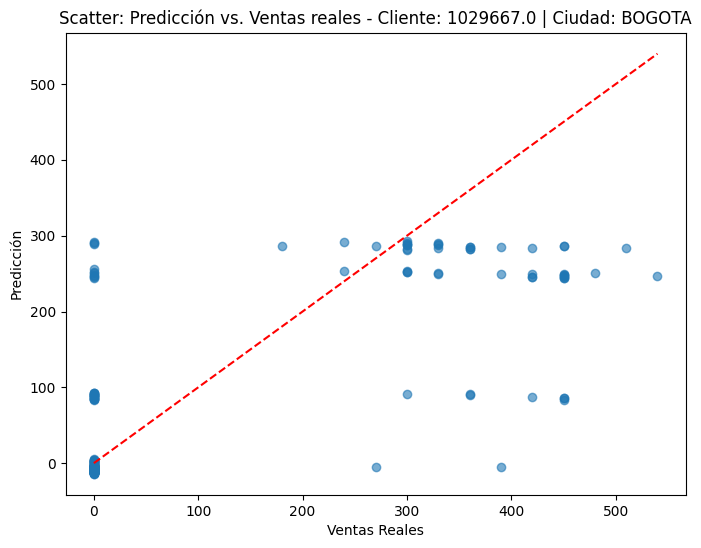 Scatter: Predicción vs. Ventas reales - Cliente: 1029667.0 | Ciudad: BOGOTA
Predicción
500
400
300
200
100
0
0 100 200 300 400 500
Ventas Reales